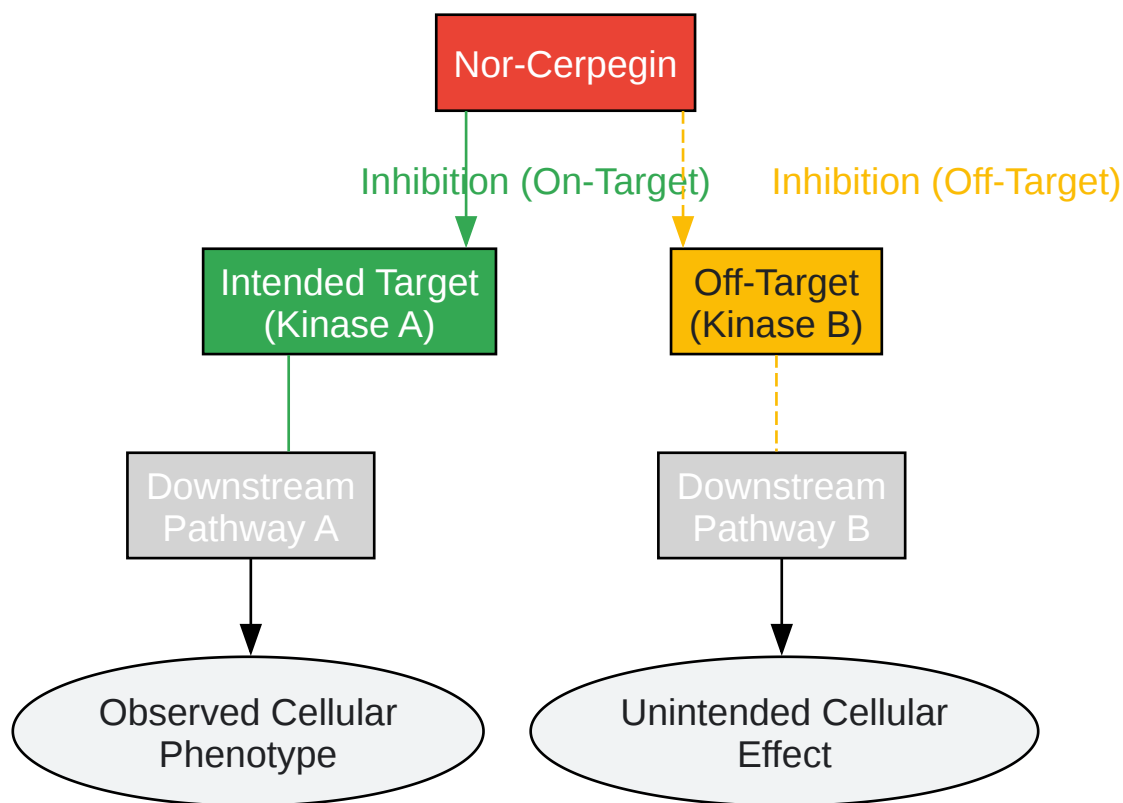 Nor-Cerpegin
Inhibition (On-Target)
Inhibition (Off-Target)
Intended Target
(Kinase A)
Off-Target
(Kinase B)
Downstream
Pathway A
Downstream
Pathway B
Observed Cellular
Phenotype
Unintended Cellular
Effect